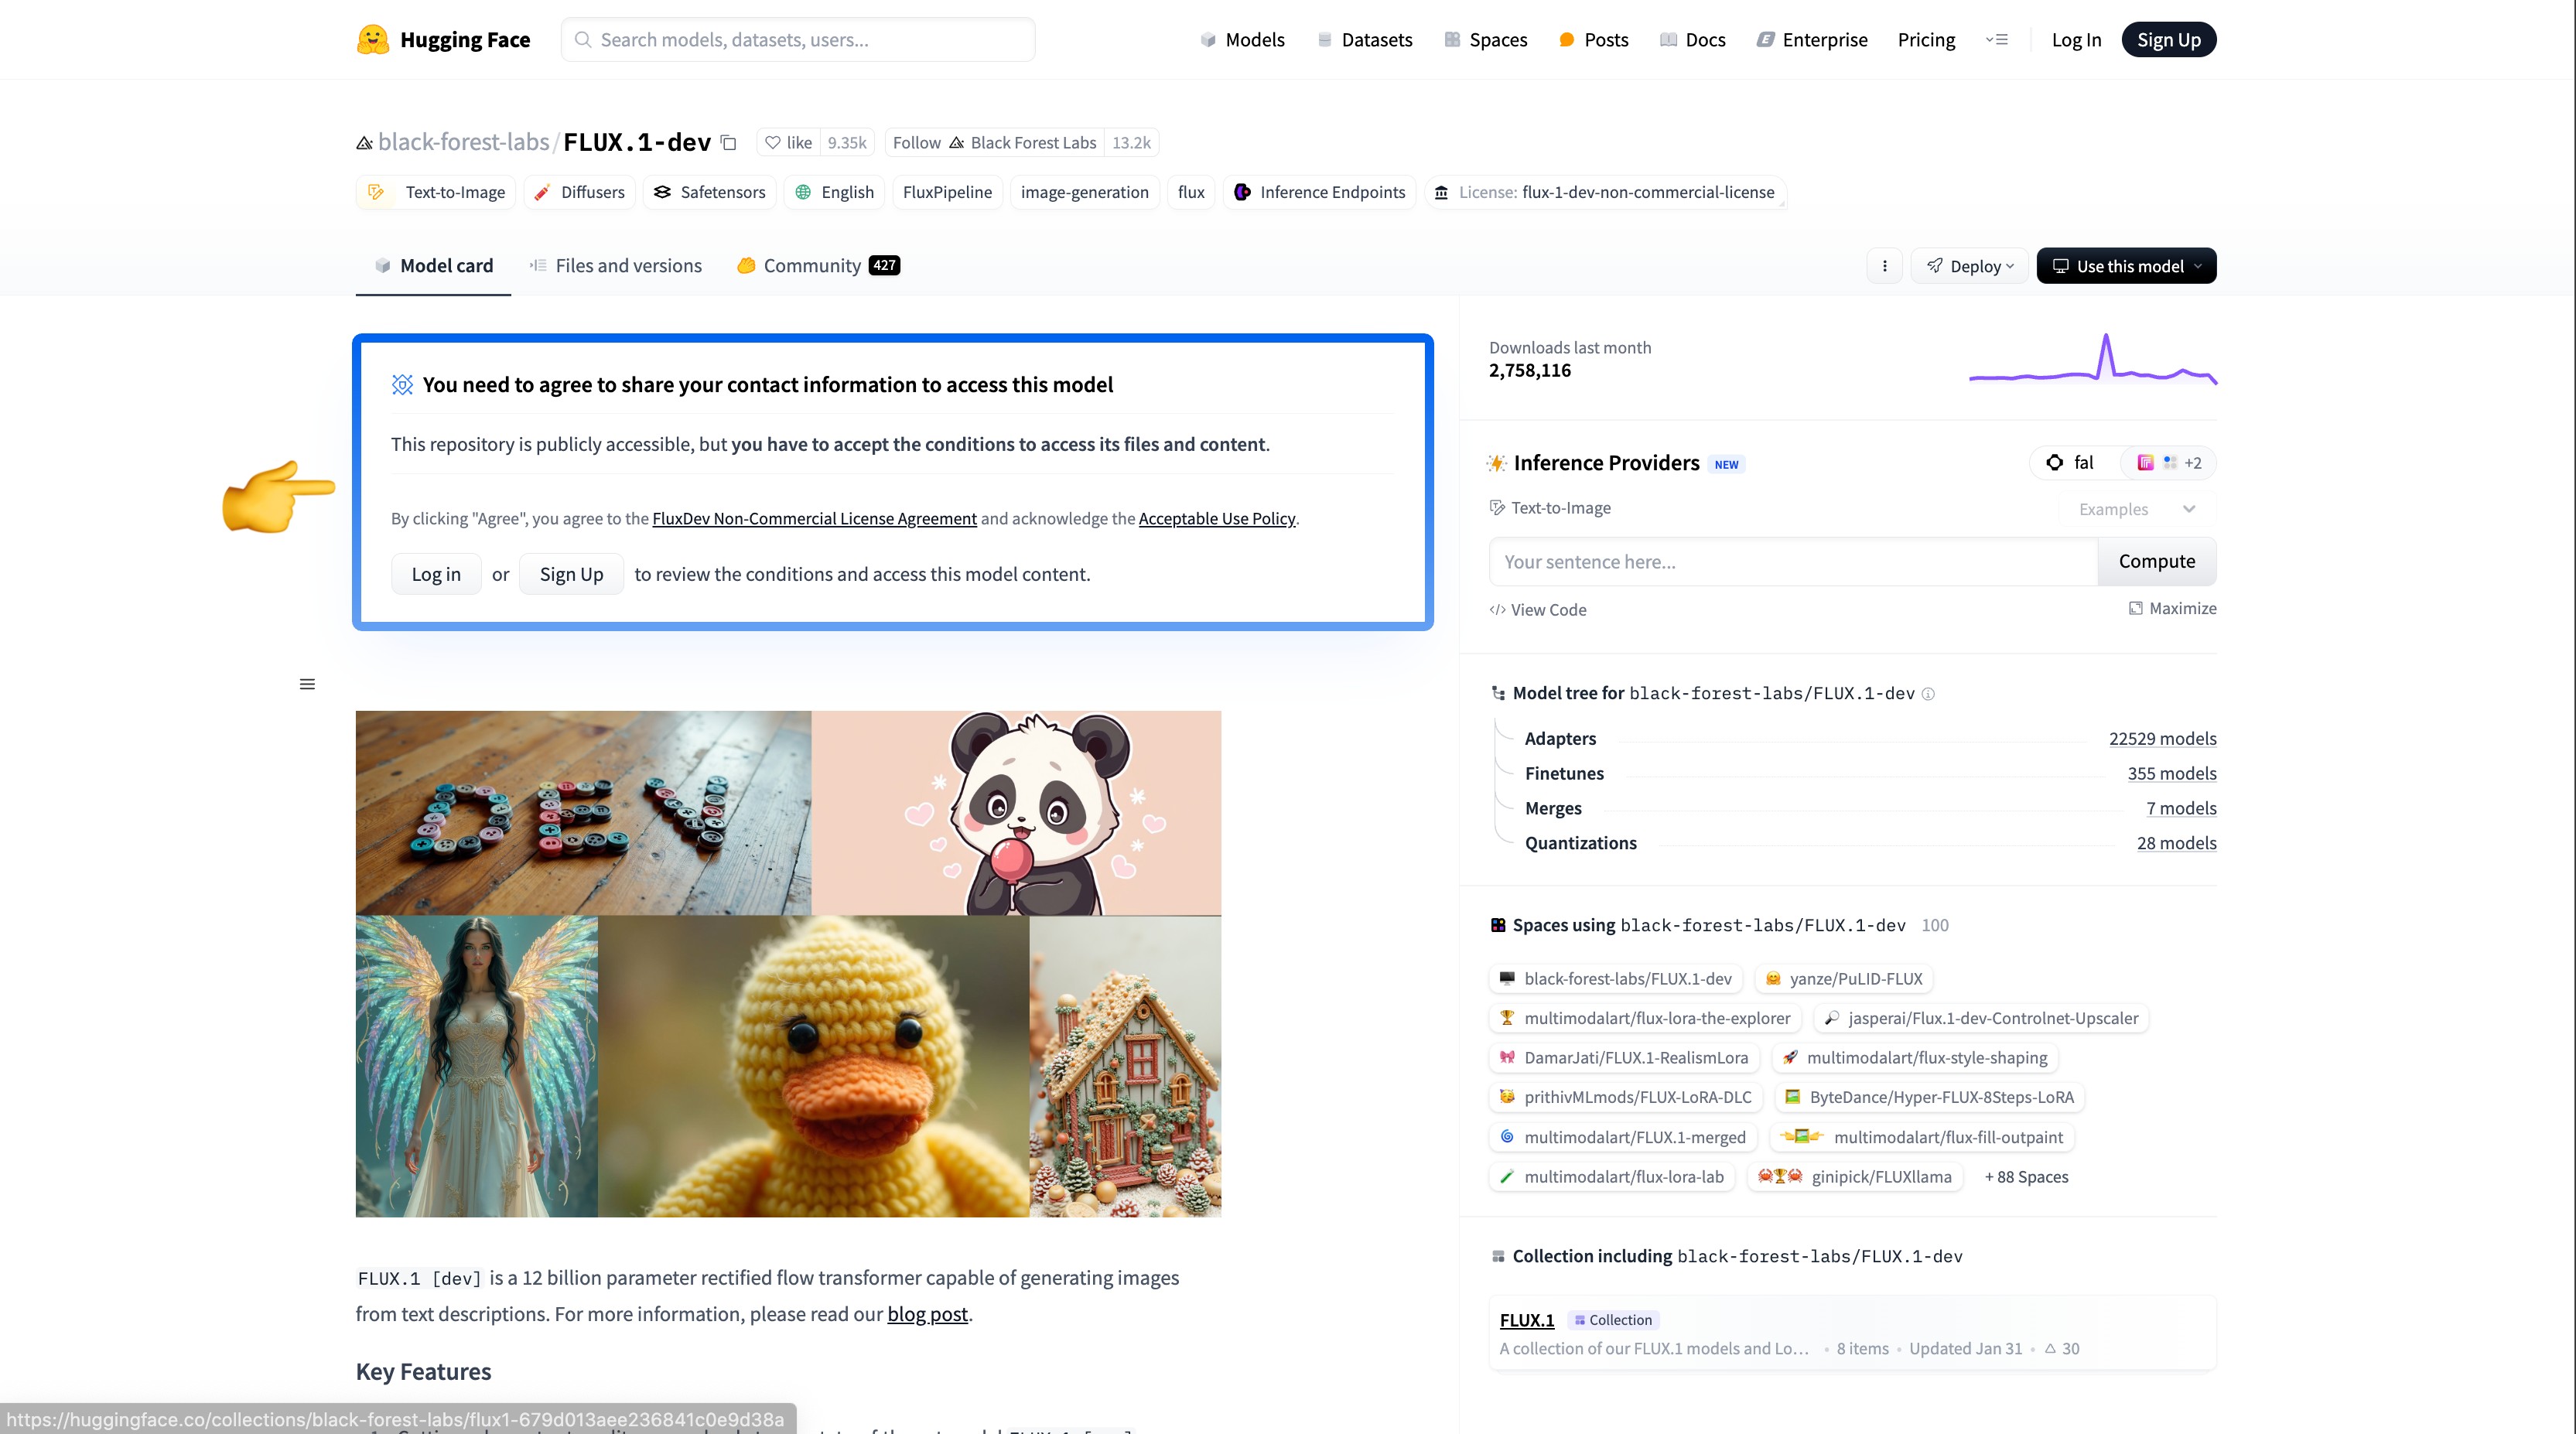 Hugging Face
Search models, datasets, users...
Models
Datasets
Spaces
Posts
Docs
Enterprise
Pricing
Log In
Sign Up
black-forest-labs/FLUX.1-dev
like 9.35k
Follow Black Forest Labs 13.2k
Text-to-Image
Diffusers
Safetensors
English
FluxPipeline
image-generation
flux
Inference Endpoints
License: flux-1-dev-non-commercial-license
Model card
Files and versions
Community 427
Deploy
Use this model
You need to agree to share your contact information to access this model
This repository is publicly accessible, but you have to accept the conditions to access its files and content.
By clicking "Agree", you agree to the FluxDev Non-Commercial License Agreement and acknowledge the Acceptable Use Policy.
Log in or Sign Up to review the conditions and access this model content.
DEV
FLUX.1 [dev] is a 12 billion parameter rectified flow transformer capable of generating images
from text descriptions. For more information, please read our blog post.
Key Features
https://huggingface.co/collections/black-forest-labs/flux1-679d013aee236841c0e9d38a
Downloads last month
2,758,116
Inference Providers NEW
fal
+2
Text-to-Image
Examples
Your sentence here...
Compute
View Code
Maximize
Model tree for black-forest-labs/FLUX.1-dev
Adapters 22529 models
Finetunes 355 models
Merges 7 models
Quantizations 28 models
Spaces using black-forest-labs/FLUX.1-dev 100
black-forest-labs/FLUX.1-dev
yanze/PuLID-FLUX
multimodalart/flux-lora-the-explorer
jasperai/Flux.1-dev-Controlnet-Upscaler
DamarJati/FLUX.1-RealismLora
multimodalart/flux-style-shaping
prithivMLmods/FLUX-LoRA-DLC
ByteDance/Hyper-FLUX-8Steps-LoRA
multimodalart/FLUX.1-merged
multimodalart/flux-fill-outpaint
multimodalart/flux-lora-lab
ginipick/FLUXllama
+ 88 Spaces
Collection including black-forest-labs/FLUX.1-dev
FLUX.1 Collection
A collection of our FLUX.1 models and Lo... • 8 items • Updated Jan 31 • 30